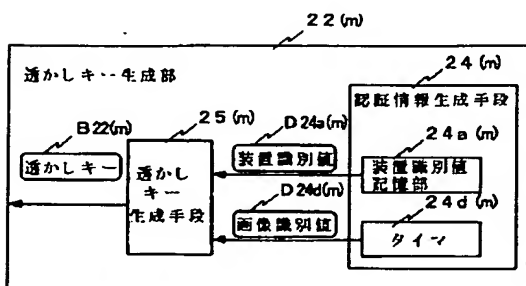 22(m)
透かしキー生成部
24(m)
認証情報生成手段
B22(m)
透かしキー
25(m)
透かし
キー
生成手段
D24a(m)
装置識別値
24a(m)
装置識別値
記憶部
D24d(m)
画像識別値
24d(m)
タイマ